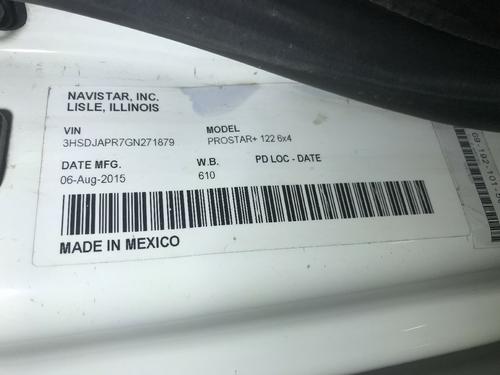 NAVISTAR, INC.
LISLE, ILLINOIS
VIN MODEL
3HSDJAPR7GN271879 PROSTAR+ 122 6x4
DATE MFG. W.B. PD LOC - DATE
06-Aug-2015 610
MADE IN MEXICO